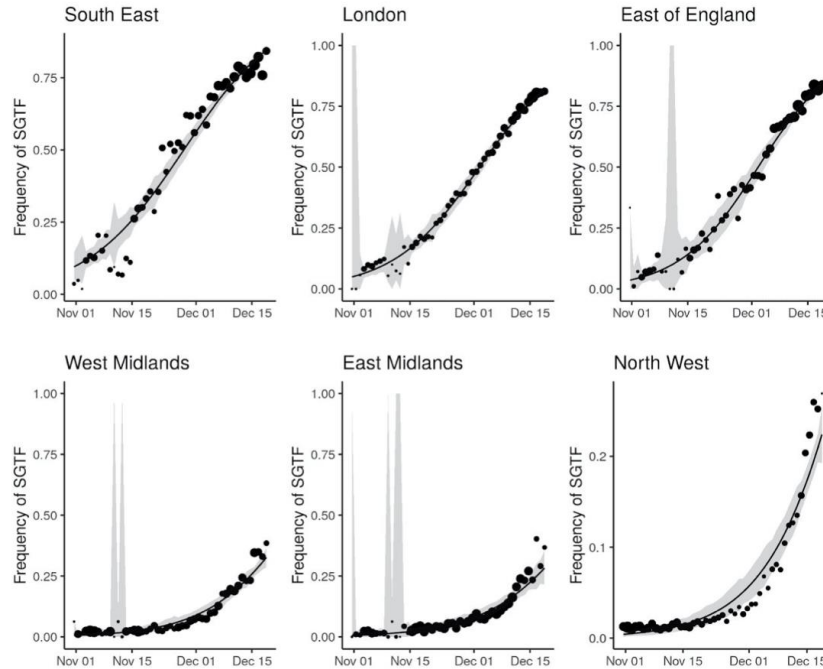 South East
London
East of England
Frequency of SGTF
0.75
0.50
0.25
0.00
Nov 01 Nov 15 Dec 01 Dec 15
Frequency of SGTF
1.00
0.75
0.50
0.25
0.00
Nov 01 Nov 15 Dec 01 Dec 15
Frequency of SGTF
1.00
0.75
0.50
0.25
0.00
Nov 01 Nov 15 Dec 01 Dec 15
West Midlands
East Midlands
North West
Frequency of SGTF
1.00
0.75
0.50
0.25
0.00
Nov 01 Nov 15 Dec 01 Dec 15
Frequency of SGTF
1.00
0.75
0.50
0.25
0.00
Nov 01 Nov 15 Dec 01 Dec 15
Frequency of SGTF
0.2
0.1
0.0
Nov 01 Nov 15 Dec 01 Dec 15